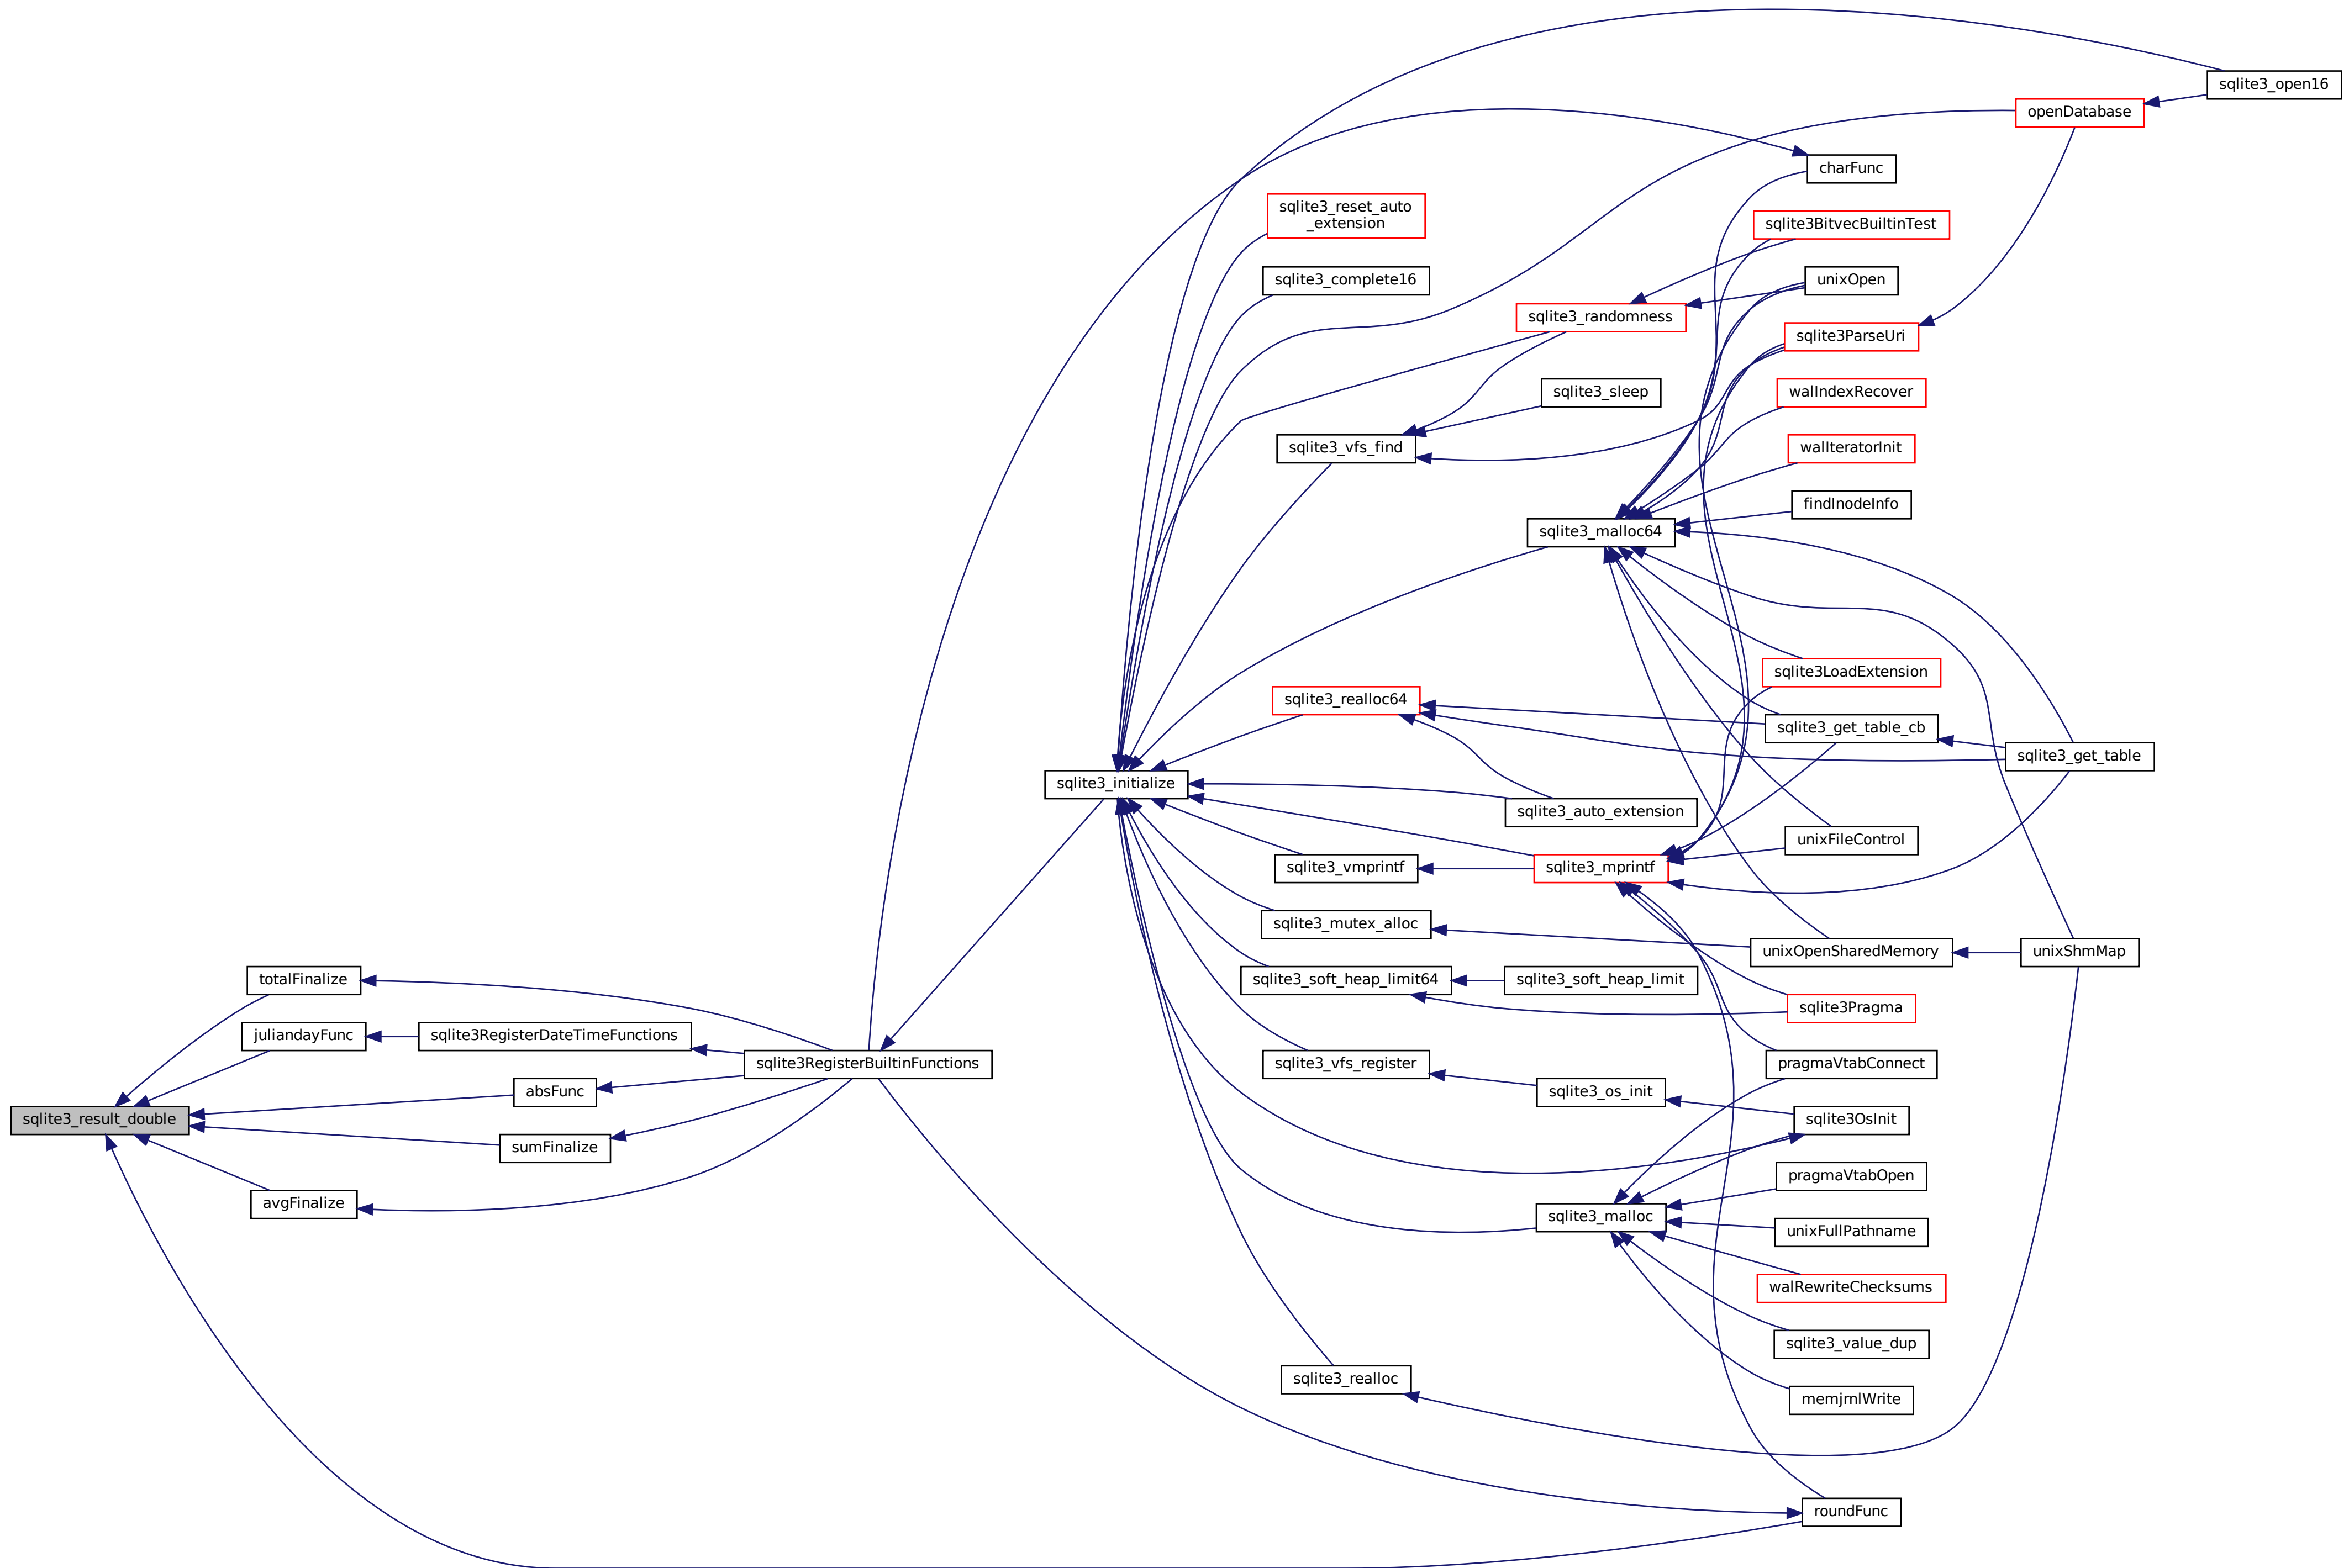 sqlite3_open16
openDatabase
charFunc
sqlite3_reset_auto
_extension
sqlite3BitvecBuiltinTest
sqlite3_complete16
unixOpen
sqlite3_randomness
sqlite3ParseUri
sqlite3_sleep
walIndexRecover
sqlite3_vfs_find
walIteratorInit
findInodeInfo
sqlite3_malloc64
sqlite3LoadExtension
sqlite3_realloc64
sqlite3_get_table_cb
sqlite3_get_table
sqlite3_initialize
sqlite3_auto_extension
unixFileControl
sqlite3_vmprintf
sqlite3_mprintf
sqlite3_mutex_alloc
unixOpenSharedMemory
unixShmMap
totalFinalize
sqlite3_soft_heap_limit64
sqlite3_soft_heap_limit
sqlite3Pragma
juliandayFunc
sqlite3RegisterDateTimeFunctions
sqlite3RegisterBuiltinFunctions
sqlite3_vfs_register
pragmaVtabConnect
absFunc
sqlite3_os_init
sqlite3_result_double
sqlite3OsInit
sumFinalize
pragmaVtabOpen
avgFinalize
sqlite3_malloc
unixFullPathname
walRewriteChecksums
sqlite3_value_dup
sqlite3_realloc
memjrnlWrite
roundFunc